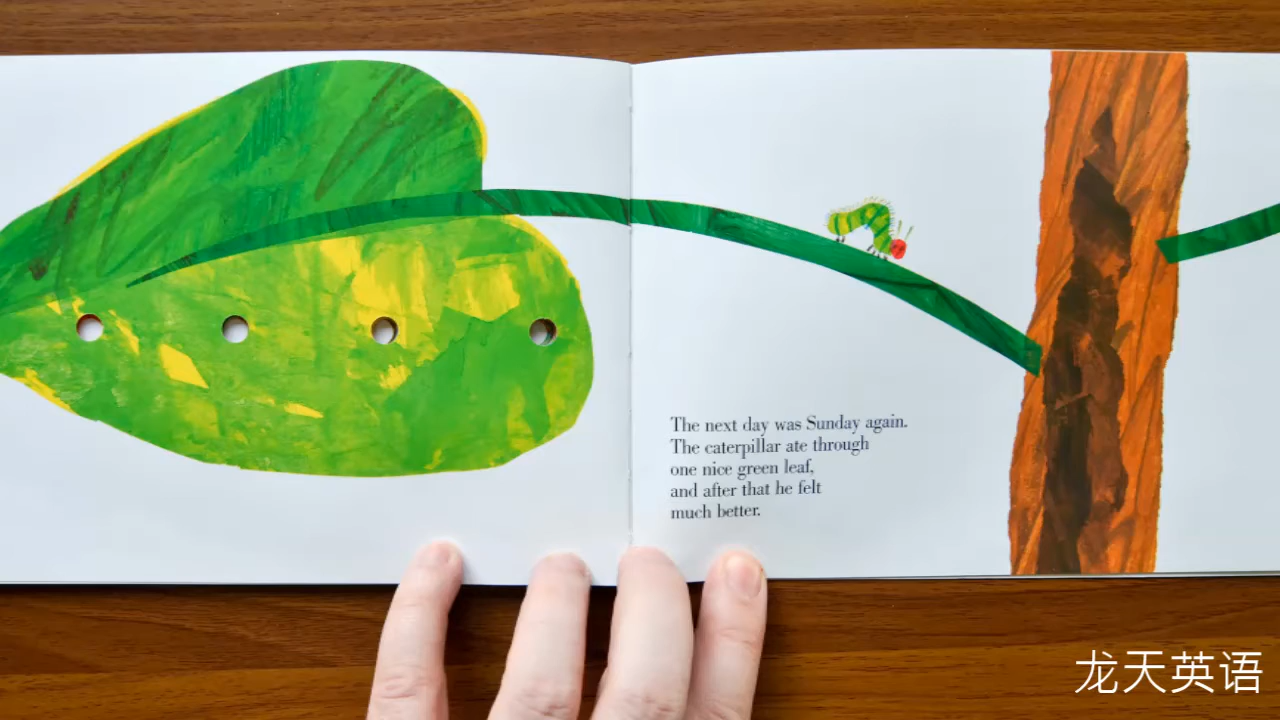 The next day was Sunday again.
The caterpillar ate through
one nice green leaf,
and after that he felt
much better.
龙天英语